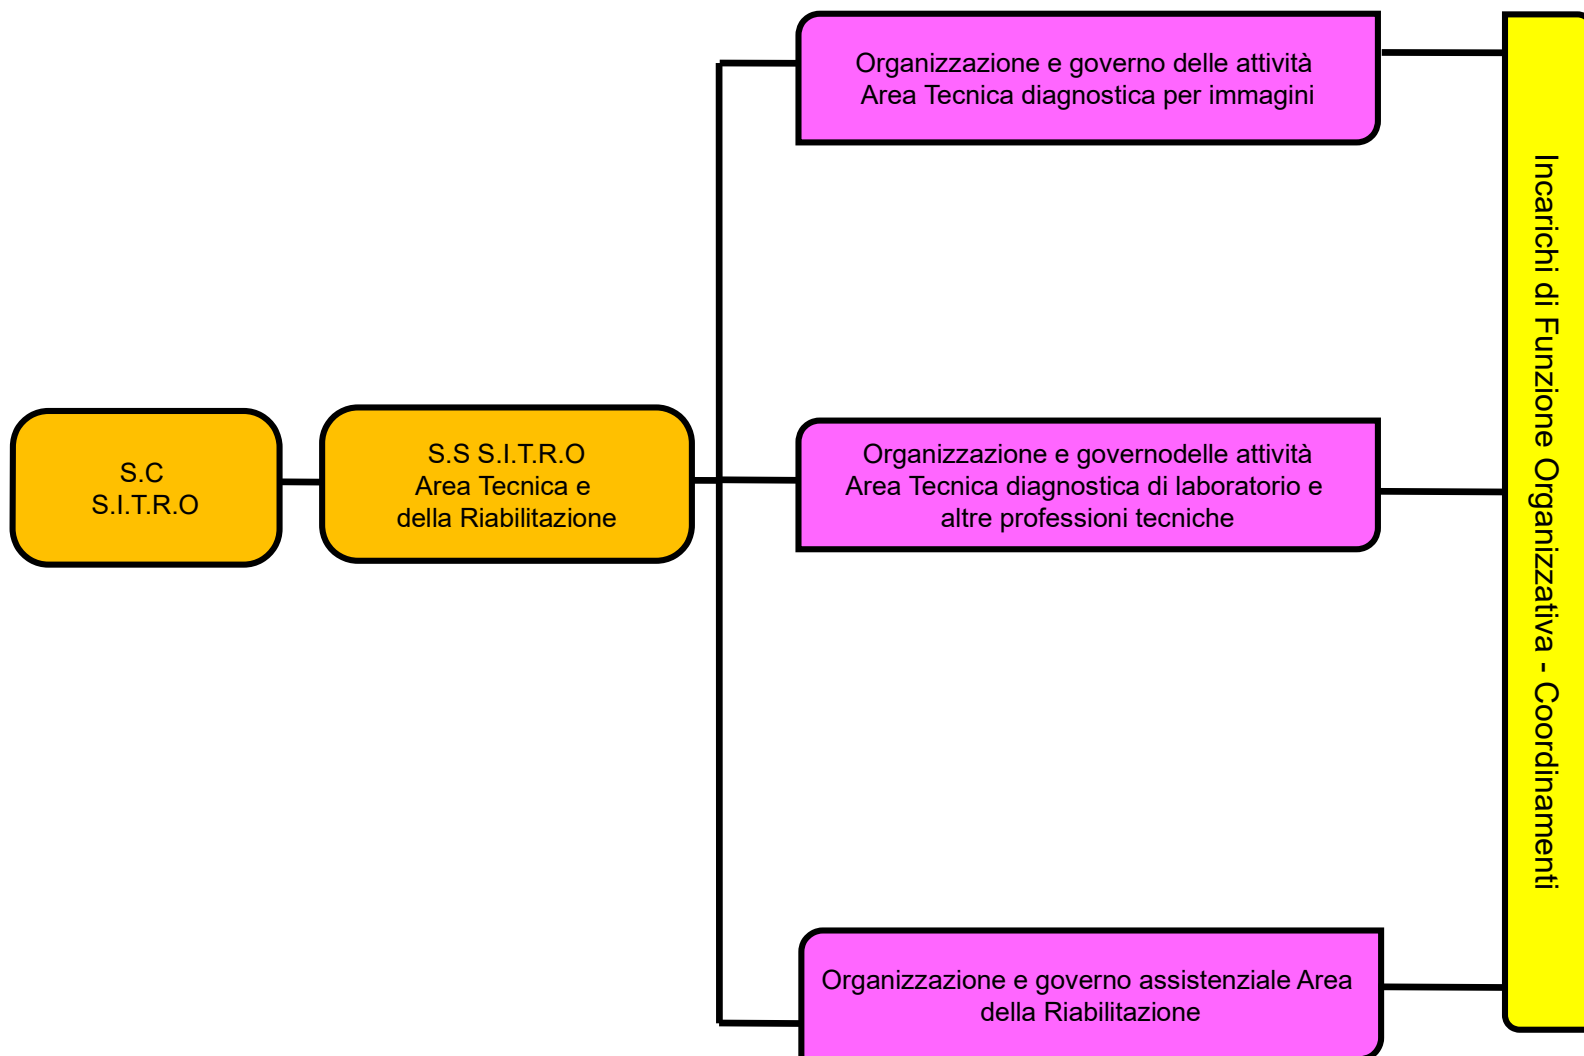 S.C
S.I.T.R.O
S.S S.I.T.R.O
Area Tecnica e
della Riabilitazione
Organizzazione e governo delle attività
Area Tecnica diagnostica per immagini
Organizzazione e governodelle attività
Area Tecnica diagnostica di laboratorio e
altre professioni tecniche
Organizzazione e governo assistenziale Area
della Riabilitazione
Incarichi di Funzione Organizzativa - Coordinamenti